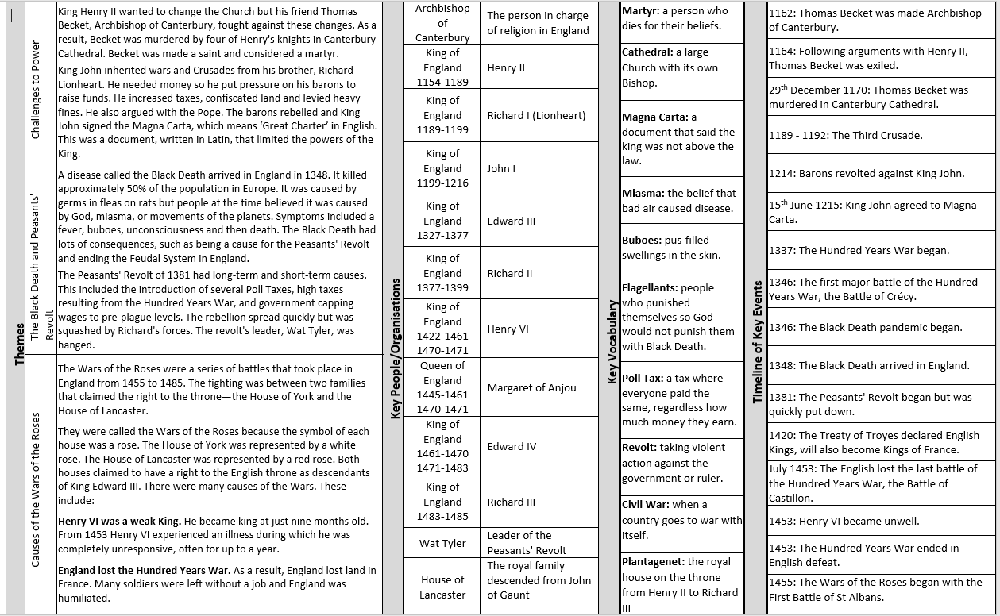 Themes
Challenges to Power
King Henry II wanted to change the Church but his friend Thomas
Becket, Archbishop of Canterbury, fought against these changes. As a
result, Becket was murdered by four of Henry's knights in Canterbury
Cathedral. Becket was made a saint and considered a martyr.
King John inherited wars and Crusades from his brother, Richard
Lionheart. He needed money so he put pressure on his barons to
raise funds. He increased taxes, confiscated land and levied heavy
fines. He also argued with the Pope. The barons rebelled and King
John signed the Magna Carta, which means ‘Great Charter’ in English.
This was a document, written in Latin, that limited the powers of the
King.
The Black Death and Peasants'
Revolt
A disease called the Black Death arrived in England in 1348. It killed
approximately 50% of the population in Europe. It was caused by
germs in fleas on rats but people at the time believed it was caused
by God, miasma, or movements of the planets. Symptoms included a
fever, buboes, unconsciousness and then death. The Black Death had
lots of consequences, such as being a cause for the Peasants' Revolt
and ending the Feudal System in England.
The Peasants' Revolt of 1381 had long-term and short-term causes.
This included the introduction of several Poll Taxes, high taxes
resulting from the Hundred Years War, and government capping
wages to pre-plague levels. The rebellion spread quickly but was
squashed by Richard's forces. The revolt's leader, Wat Tyler, was
hanged.
Causes of the Wars of the Roses
The Wars of the Roses were a series of battles that took place in
England from 1455 to 1485. The fighting was between two families
that claimed the right to the throne—the House of York and the
House of Lancaster.
They were called the Wars of the Roses because the symbol of each
house was a rose. The House of York was represented by a white
rose. The House of Lancaster was represented by a red rose. Both
houses claimed to have a right to the English throne as descendants
of King Edward III. There were many causes of the Wars. These
include:
Henry VI was a weak King. He became king at just nine months old.
From 1453 Henry VI experienced an illness during which he was
completely unresponsive, often for up to a year.
England lost the Hundred Years War. As a result, England lost land in
France. Many soldiers were left without a job and England was
humiliated.
Key People/Organisations
Archbishop
of
Canterbury
The person in charge
of religion in England
King of
England
1154-1189
Henry II
King of
England
1189-1199
Richard I (Lionheart)
King of
England
1199-1216
John I
King of
England
1327-1377
Edward III
King of
England
1377-1399
Richard II
King of
England
1422-1461
1470-1471
Henry VI
Queen of
England
1445-1461
1470-1471
Margaret of Anjou
King of
England
1461-1470
1471-1483
Edward IV
King of
England
1483-1485
Richard III
Wat Tyler
Leader of the
Peasants' Revolt
House of
Lancaster
The royal family
descended from John
of Gaunt
Key Vocabulary
Martyr: a person who
dies for their beliefs.
Cathedral: a large
Church with its own
Bishop.
Magna Carta: a
document that said the
king was not above the
law.
Miasma: the belief that
bad air caused disease.
Buboes: pus-filled
swellings in the skin.
Flagellants: people
who punished
themselves so God
would not punish them
with Black Death.
Poll Tax: a tax where
everyone paid the
same, regardless how
much money they earn.
Revolt: taking violent
action against the
government or ruler.
Civil War: when a
country goes to war with
itself.
Plantagenet: the royal
house on the throne
from Henry II to Richard
III
Timeline of Key Events
1162: Thomas Becket was made Archbishop
of Canterbury.
1164: Following arguments with Henry II,
Thomas Becket was exiled.
29th December 1170: Thomas Becket was
murdered in Canterbury Cathedral.
1189 - 1192: The Third Crusade.
1214: Barons revolted against King John.
15th June 1215: King John agreed to Magna
Carta.
1337: The Hundred Years War began.
1346: The first major battle of the Hundred
Years War, the Battle of Crécy.
1346: The Black Death pandemic began.
1348: The Black Death arrived in England.
1381: The Peasants' Revolt began but was
quickly put down.
1420: The Treaty of Troyes declared English
Kings, will also become Kings of France.
July 1453: The English lost the last battle of
the Hundred Years War, the Battle of
Castillon.
1453: Henry VI became unwell.
1453: The Hundred Years War ended in
English defeat.
1455: The Wars of the Roses began with the
First Battle of St Albans.